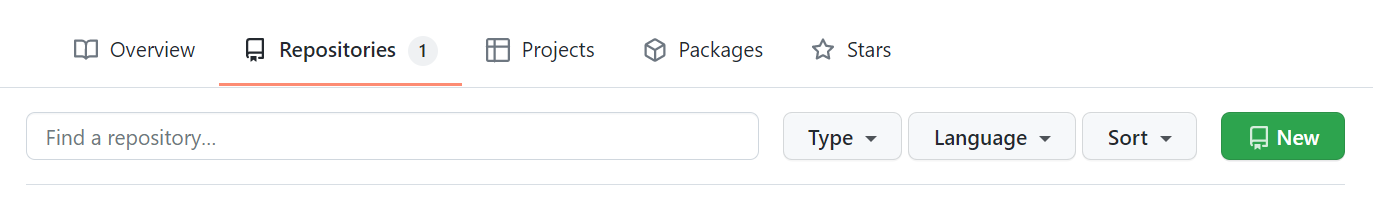 Overview Repositories 1 Projects Packages Stars
Find a repository... Type Language Sort New